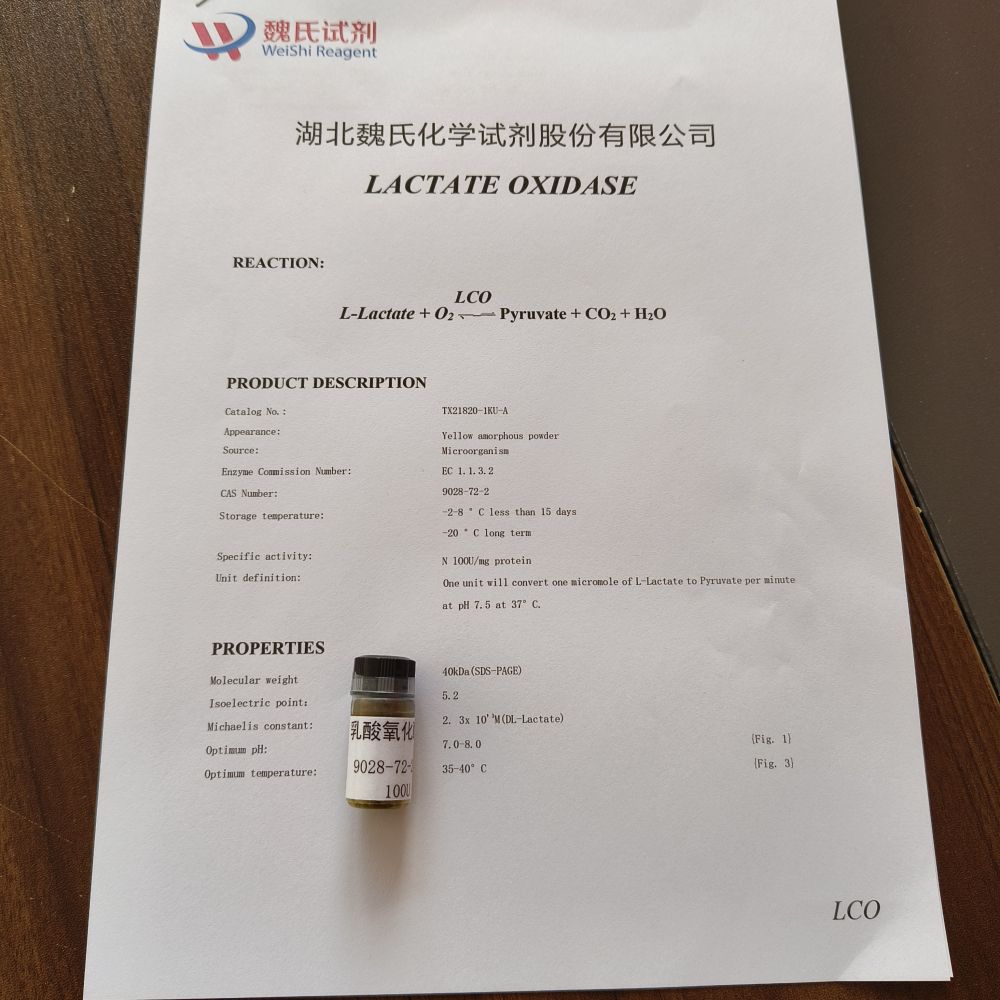 魏氏试剂
WeiShi Reagent
湖北魏氏化学试剂股份有限公司
LACTATE OXIDASE
REACTION:
LCO
L-Lactate + O₂ ⇌ Pyruvate + CO₂ + H₂O
PRODUCT DESCRIPTION
Catalog No.: TX21820-1KU-A
Appearance: Yellow amorphous powder
Source: Microorganism
Enzyme Commission Number: EC 1.1.3.2
CAS Number: 9028-72-2
Storage temperature: -2-8 °C less than 15 days
-20 °C long term
Specific activity: N 100U/mg protein
Unit definition: One unit will convert one micromole of L-Lactate to Pyruvate per minute
at pH 7.5 at 37°C.
PROPERTIES
Molecular weight 40kDa(SDS-PAGE)
Isoelectric point: 5.2
Michaelis constant: 2. 3x 10⁻³M(DL-Lactate)
Optimum pH: 7.0-8.0 {Fig. 1}
Optimum temperature: 35-40°C {Fig. 3}
乳酸氧化
9028-72-
100U
LCO